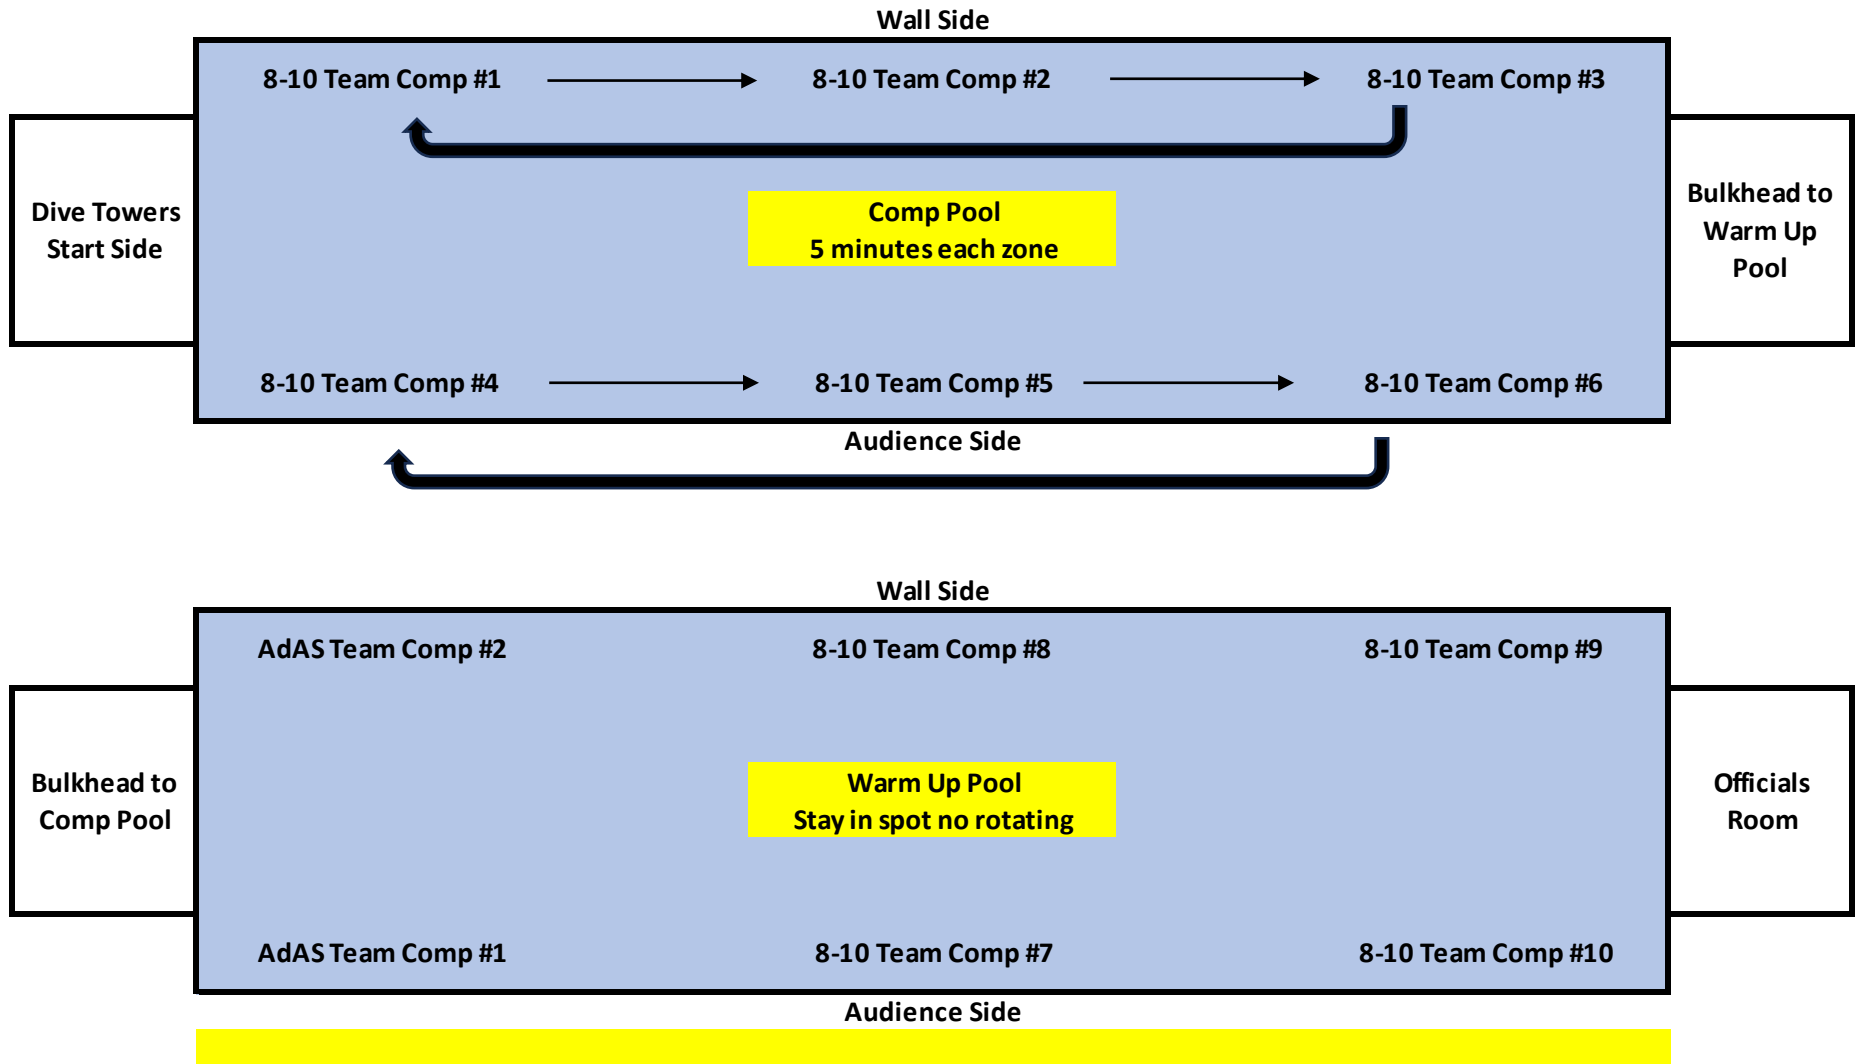 Wall Side
8-10 Team Comp #1
8-10 Team Comp #2
8-10 Team Comp #3
Dive Towers
Start Side
Comp Pool
5 minutes each zone
Bulkhead to
Warm Up
Pool
8-10 Team Comp #4
8-10 Team Comp #5
8-10 Team Comp #6
Audience Side
Wall Side
AdAS Team Comp #2
8-10 Team Comp #8
8-10 Team Comp #9
Bulkhead to
Comp Pool
Warm Up Pool
Stay in spot no rotating
Officials
Room
AdAS Team Comp #1
8-10 Team Comp #7
8-10 Team Comp #10
Audience Side